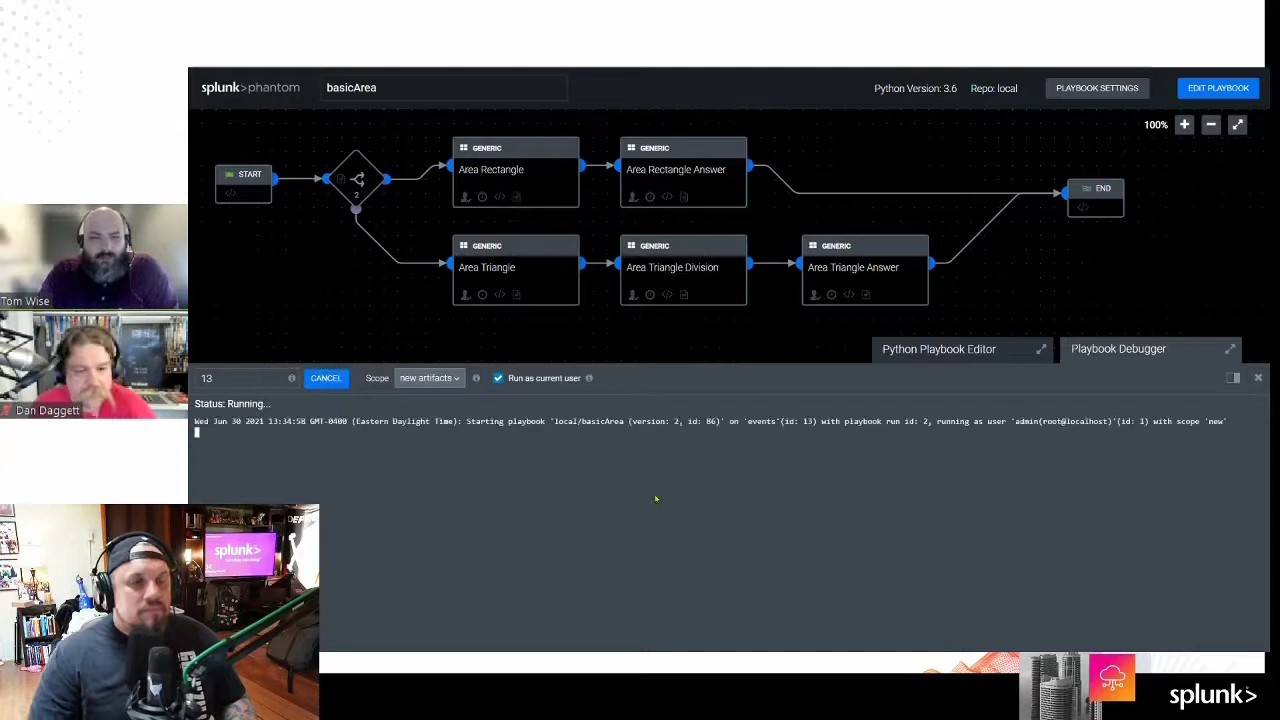 splunk>phantom
basicArea
Python Version: 3.6
Repo: local
PLAYBOOK SETTINGS
EDIT PLAYBOOK
100%
START
2
GENERIC
Area Rectangle
GENERIC
Area Rectangle Answer
END
GENERIC
Area Triangle
GENERIC
Area Triangle Division
GENERIC
Area Triangle Answer
Tom Wise
Dan Daggett
Python Playbook Editor
Playbook Debugger
13
CANCEL
Scope
new artifacts
Run as current user
Status: Running...
Wed Jun 30 2021 13:34:58 GMT-0400 (Eastern Daylight Time): Starting playbook 'local/basicArea (version: 2, id: 86)' on 'events'(id: 13) with playbook run id: 2, running as user 'admin(root@localhost)'(id: 1) with scope 'new'
splunk>
splunk>